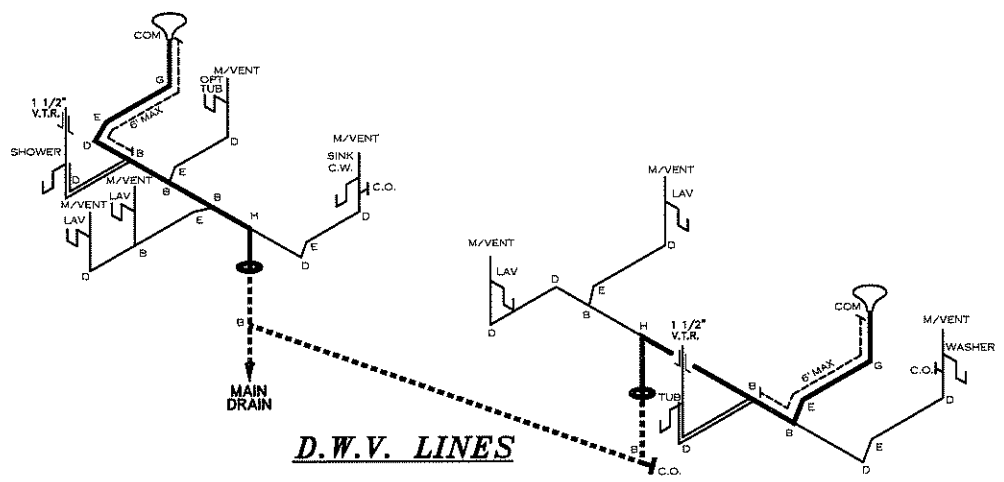 COM
G
M/VENT
OPT
TUB
1 1/2"
V.T.R.
E
6' MAX
D
B
D
M/VENT
SHOWER
SINK
C.W.
D
M/VENT
B
E
C.O.
M/VENT
LAV
B
LAV
E
H
D
E
B
D
D
B
MAIN
DRAIN
D.W.V. LINES
M/VENT
LAV
M/VENT
D
LAV
D
E
B
D
H
1 1/2"
V.T.R.
COM
M/VENT
6' MAX
G
WASHER
C.O.
B
TUB
E
D
B
D
E
B
D
C.O.